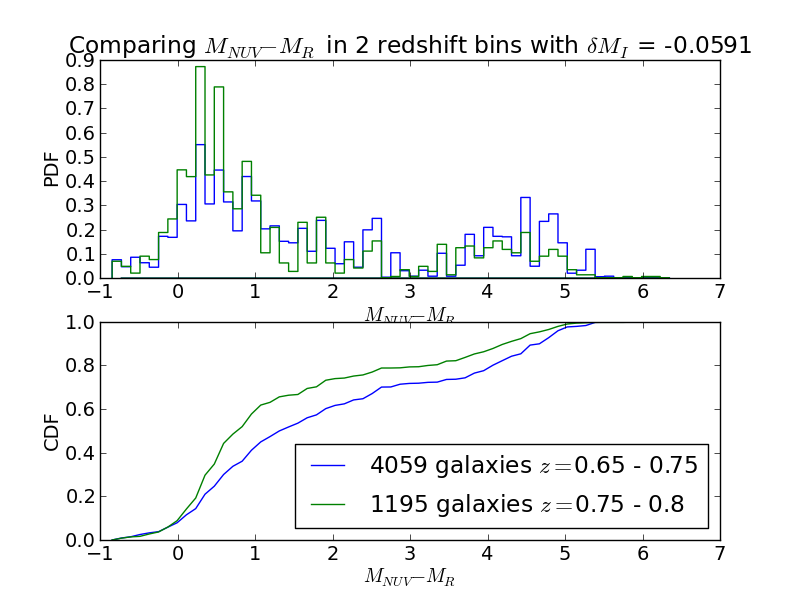 Comparing M_NUV−M_R in 2 redshift bins with δM_I = -0.0591
0.9
0.8
0.7
0.6
0.5
0.4
0.3
0.2
0.1
0.0
PDF
−1 0 1 2 3 4 5 6 7
M_NUV−M_R
1.0
0.8
0.6
0.4
0.2
0.0
CDF
4059 galaxies z=0.65 - 0.75
1195 galaxies z=0.75 - 0.8
−1 0 1 2 3 4 5 6 7
M_NUV−M_R